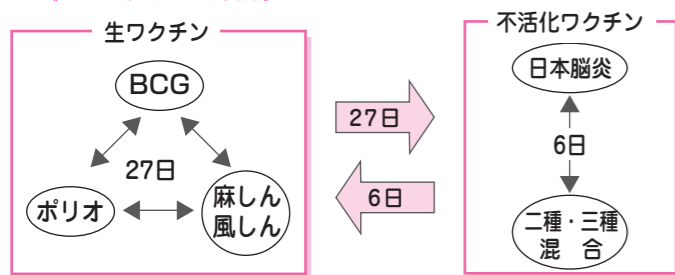 生ワクチン
BCG
27日
ポリオ
麻しん
風しん
27日
6日
不活化ワクチン
日本脳炎
6日
二種・三種
混 合